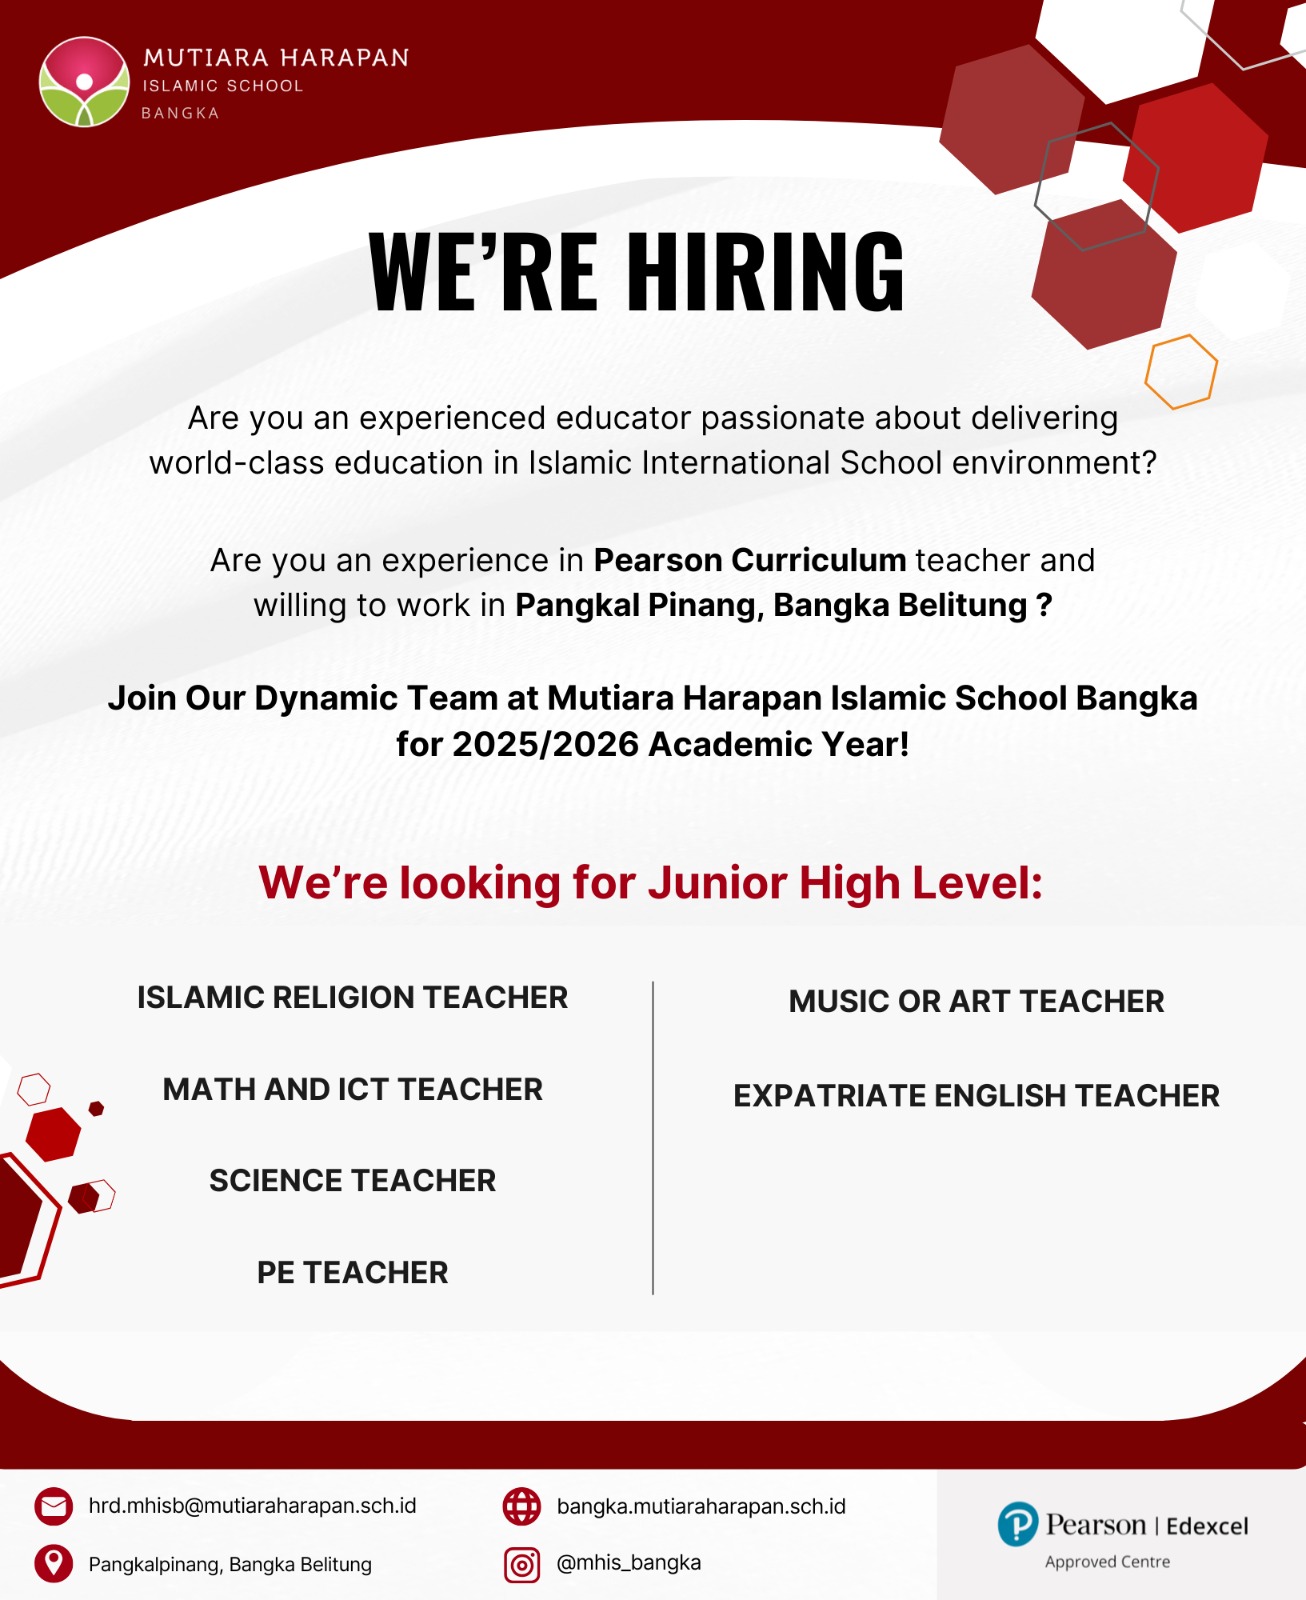 MUTIARA HARAPAN
ISLAMIC SCHOOL
BANGKA
WE’RE HIRING
Are you an experienced educator passionate about delivering
world-class education in Islamic International School environment?
Are you an experience in Pearson Curriculum teacher and
willing to work in Pangkal Pinang, Bangka Belitung ?
Join Our Dynamic Team at Mutiara Harapan Islamic School Bangka
for 2025/2026 Academic Year!
We’re looking for Junior High Level:
ISLAMIC RELIGION TEACHER
MATH AND ICT TEACHER
SCIENCE TEACHER
PE TEACHER
MUSIC OR ART TEACHER
EXPATRIATE ENGLISH TEACHER
hrd.mhisb@mutiaraharapan.sch.id
Pangkalpinang, Bangka Belitung
bangka.mutiaraharapan.sch.id
@mhis_bangka
Pearson | Edexcel
Approved Centre